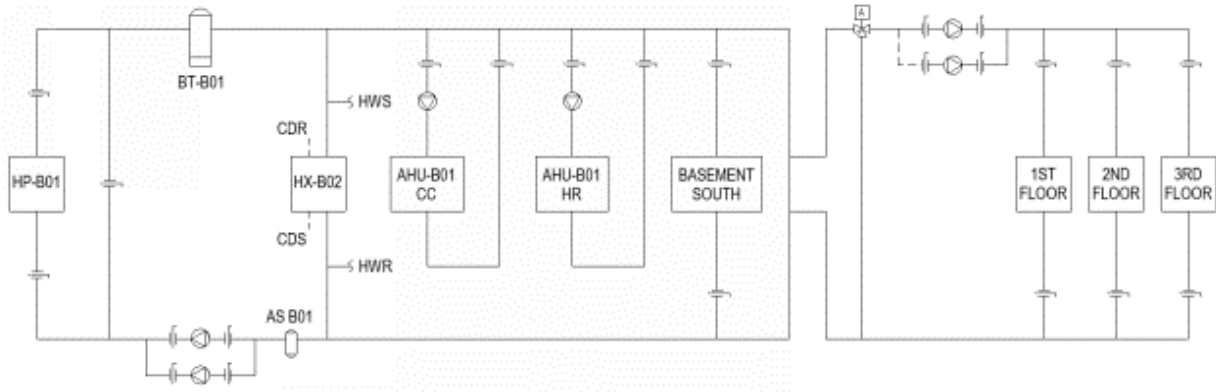 A
BT-B01
HWS
CDR
HP-B01
HX-B02
AHU-B01
CC
AHU-B01
HR
BASEMENT
SOUTH
1ST
FLOOR
2ND
FLOOR
3RD
FLOOR
CDS
HWR
AS B01